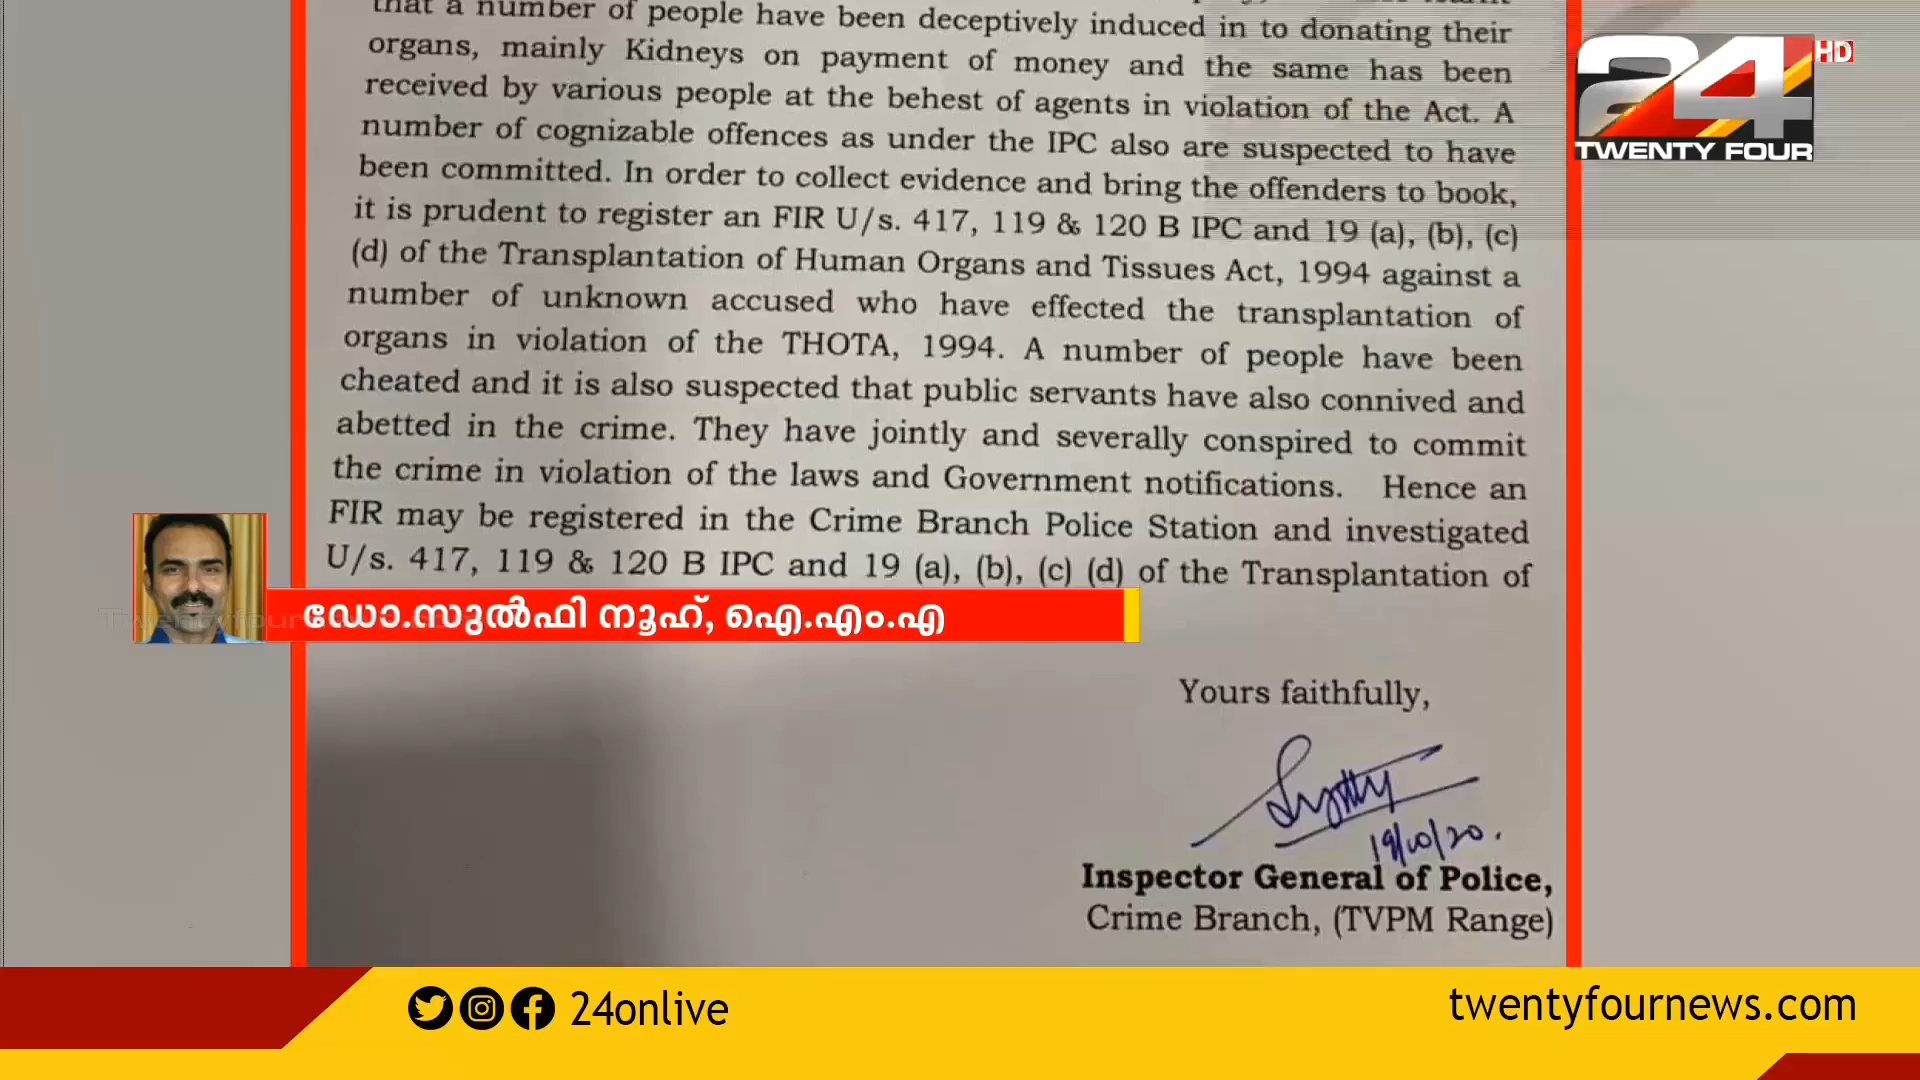 that a number of people have been deceptively induced in to donating their
organs, mainly Kidneys on payment of money and the same has been
received by various people at the behest of agents in violation of the Act. A
number of cognizable offences as under the IPC also are suspected to have
been committed. In order to collect evidence and bring the offenders to book,
it is prudent to register an FIR U/s. 417, 119 & 120 B IPC and 19 (a), (b), (c)
(d) of the Transplantation of Human Organs and Tissues Act, 1994 against a
number of unknown accused who have effected the transplantation of
organs in violation of the THOTA, 1994. A number of people have been
cheated and it is also suspected that public servants have also connived and
abetted in the crime. They have jointly and severally conspired to commit
the crime in violation of the laws and Government notifications. Hence an
FIR may be registered in the Crime Branch Police Station and investigated
U/s. 417, 119 & 120 B IPC and 19 (a), (b), (c) (d) of the Transplantation of
ഡോ.സുൽഫി നൂഹ്, ഐ.എം.എ
Yours faithfully,
19/10/20.
Inspector General of Police,
Crime Branch, (TVPM Range)
24 HD
TWENTY FOUR
24onlive
twentyfournews.com